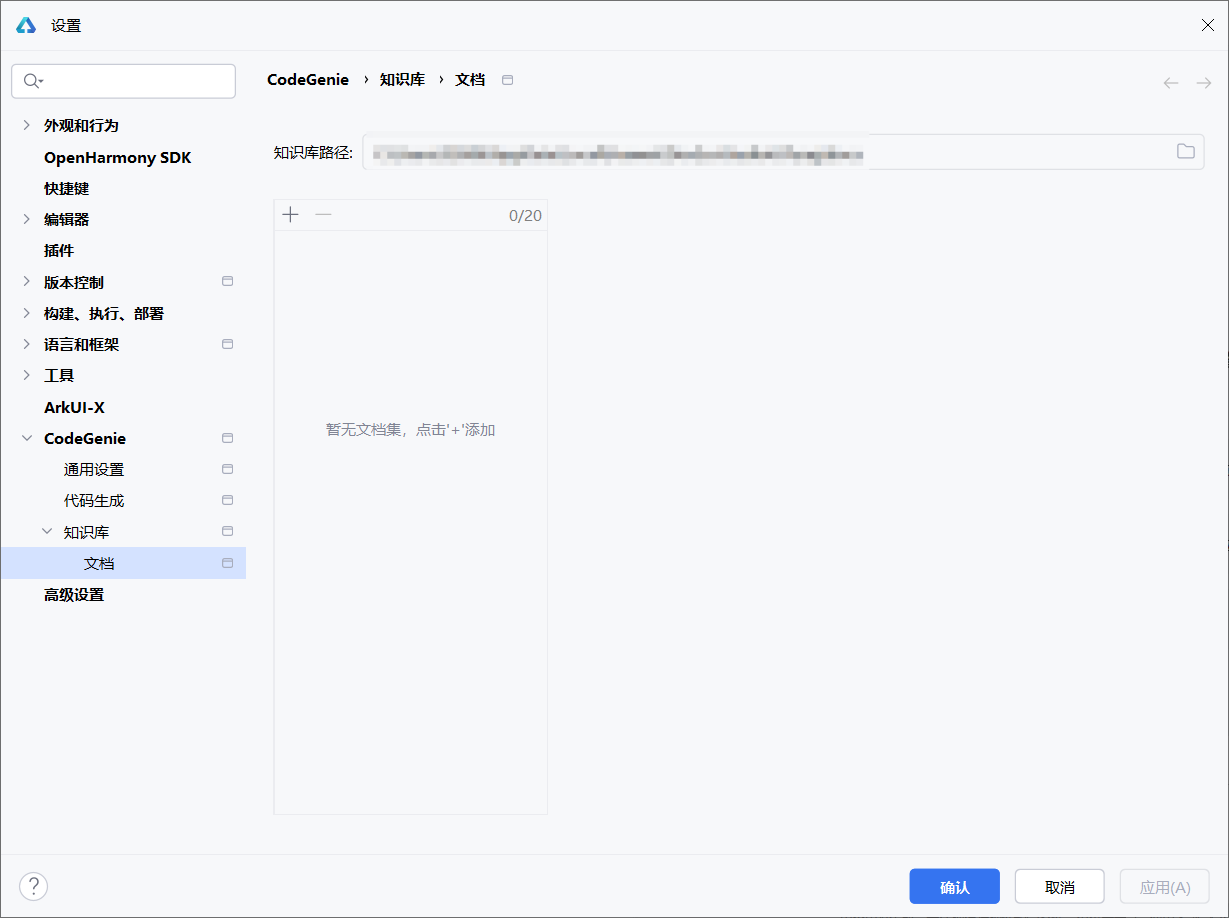 设置
CodeGenie › 知识库 › 文档
外观和行为
OpenHarmony SDK
快捷键
编辑器
插件
版本控制
构建、执行、部署
语言和框架
工具
ArkUI-X
CodeGenie
通用设置
代码生成
知识库
文档
高级设置
知识库路径:
0/20
暂无文档集，点击'+'添加
?
确认
取消
应用(A)